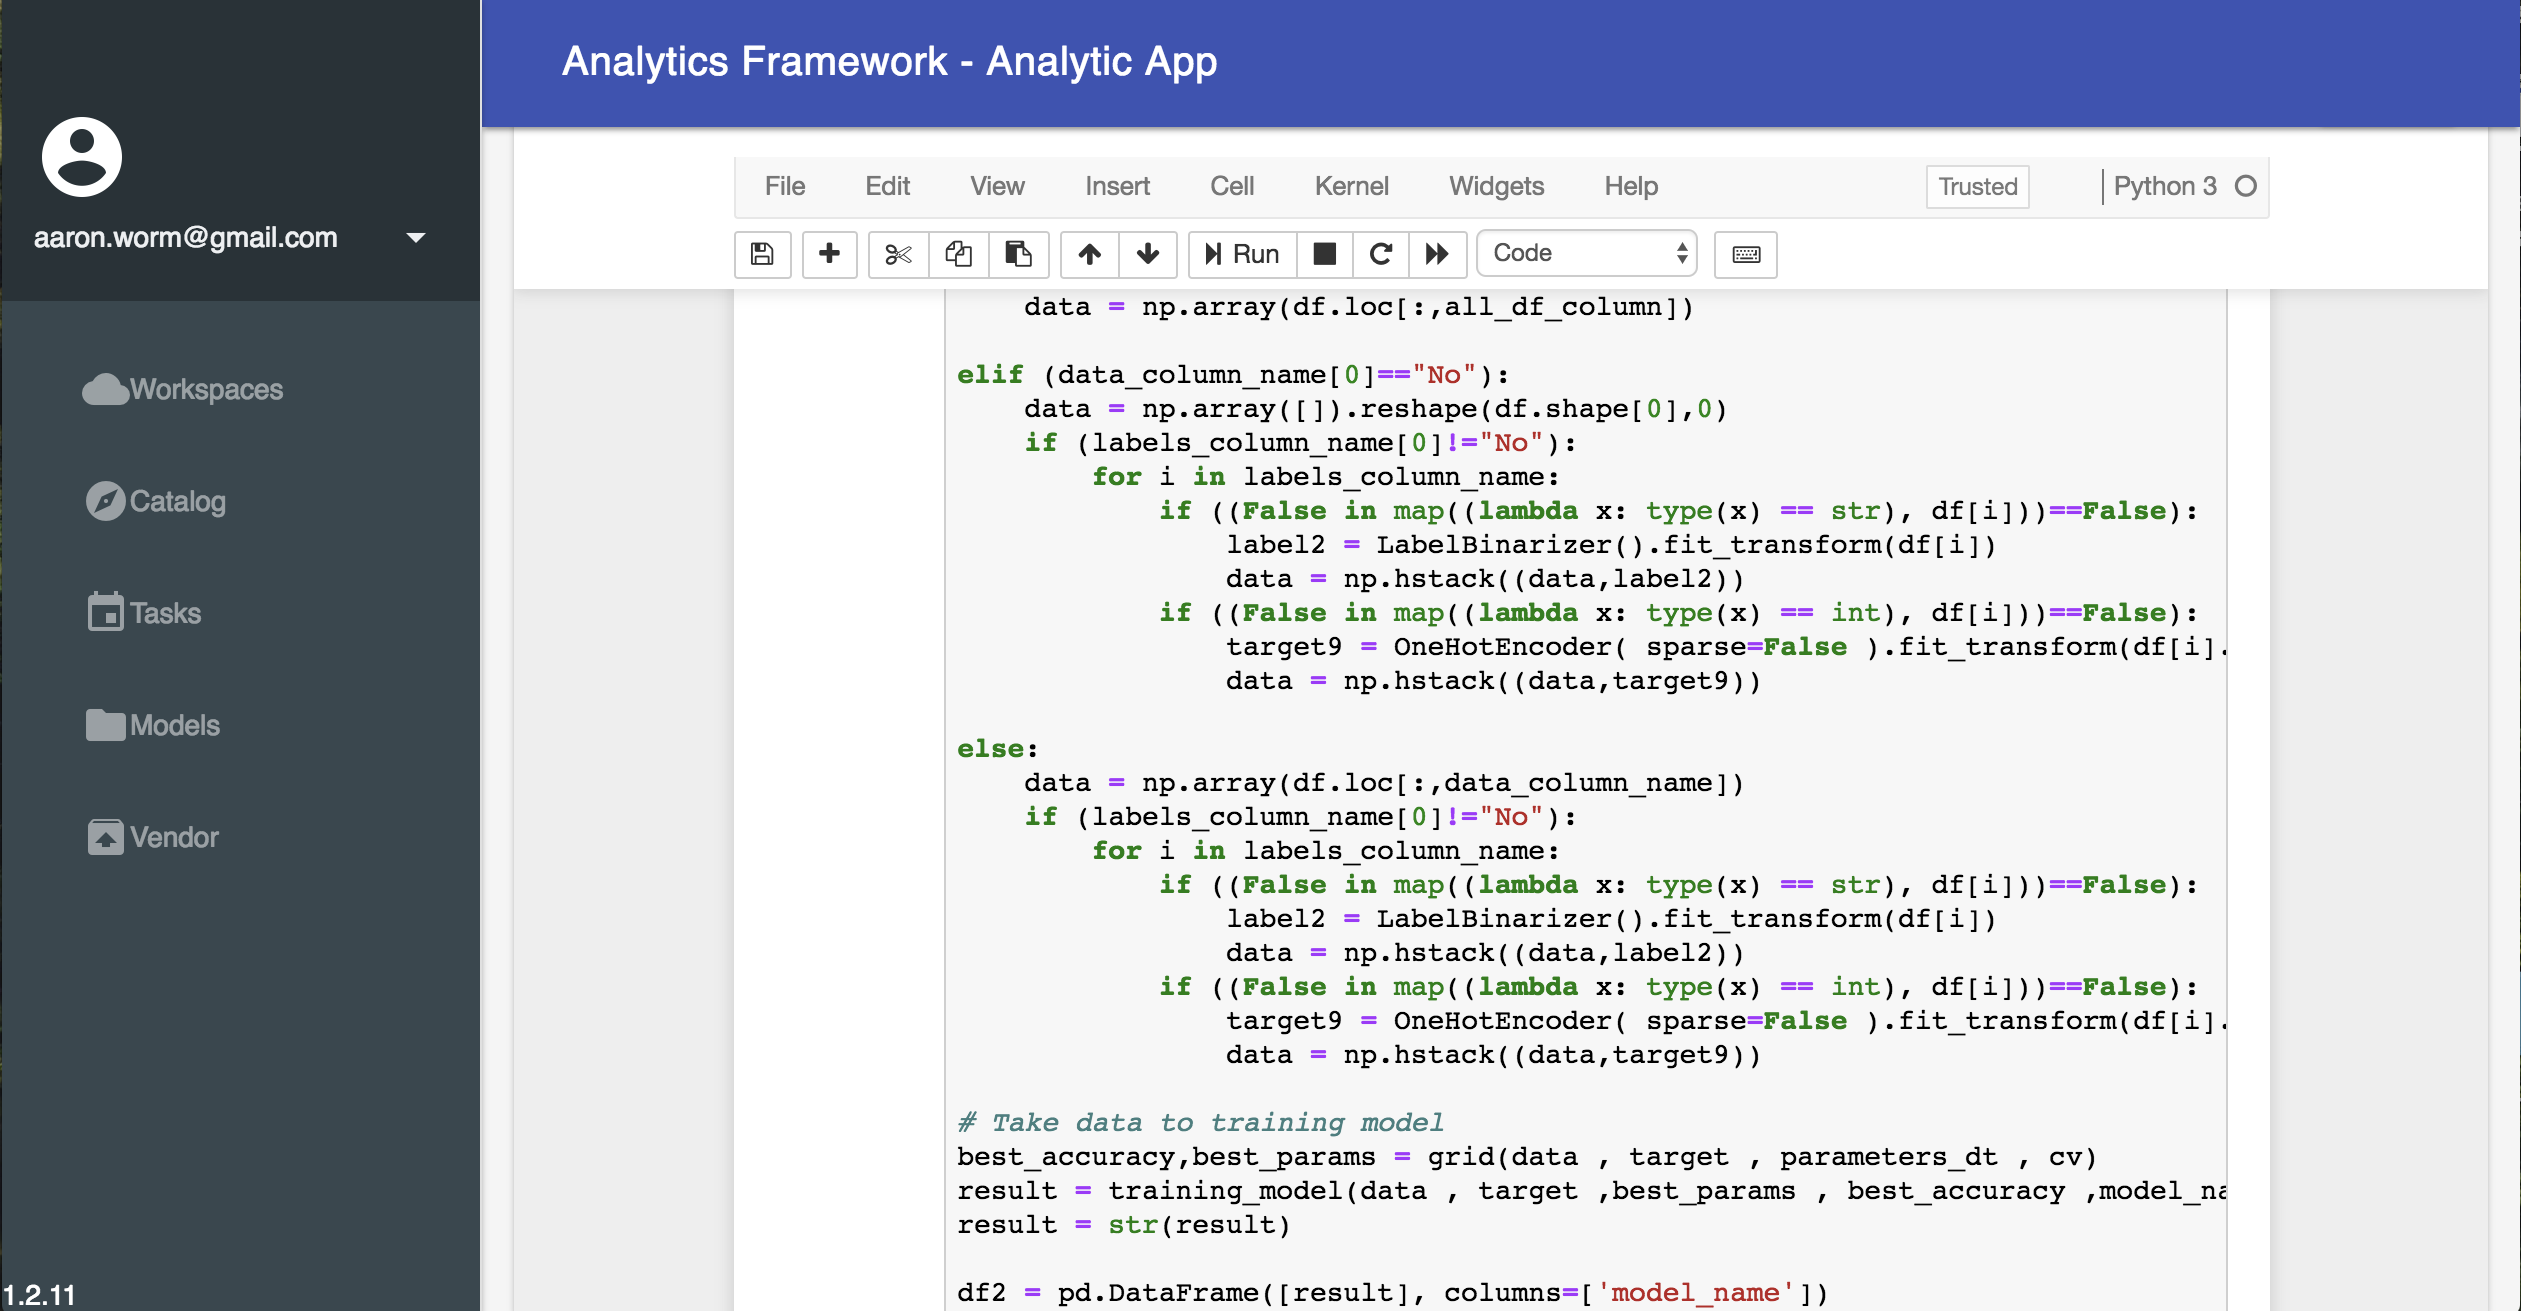 Analytics Framework - Analytic App
aaron.worm@gmail.com
Workspaces
Catalog
Tasks
Models
Vendor
1.2.11
File Edit View Insert Cell Kernel Widgets Help Trusted Python 3
Run Code
    data = np.array(df.loc[:,all_df_column])
elif (data_column_name[0]=="No"):
    data = np.array([]).reshape(df.shape[0],0)
    if (labels_column_name[0]!="No"):
        for i in labels_column_name:
            if ((False in map((lambda x: type(x) == str), df[i]))==False):
                label2 = LabelBinarizer().fit_transform(df[i])
                data = np.hstack((data,label2))
            if ((False in map((lambda x: type(x) == int), df[i]))==False):
                target9 = OneHotEncoder( sparse=False ).fit_transform(df[i].
                data = np.hstack((data,target9))
else:
    data = np.array(df.loc[:,data_column_name])
    if (labels_column_name[0]!="No"):
        for i in labels_column_name:
            if ((False in map((lambda x: type(x) == str), df[i]))==False):
                label2 = LabelBinarizer().fit_transform(df[i])
                data = np.hstack((data,label2))
            if ((False in map((lambda x: type(x) == int), df[i]))==False):
                target9 = OneHotEncoder( sparse=False ).fit_transform(df[i].
                data = np.hstack((data,target9))
# Take data to training model
best_accuracy,best_params = grid(data , target , parameters_dt , cv)
result = training_model(data , target ,best_params , best_accuracy ,model_na
result = str(result)
df2 = pd.DataFrame([result], columns=['model_name'])